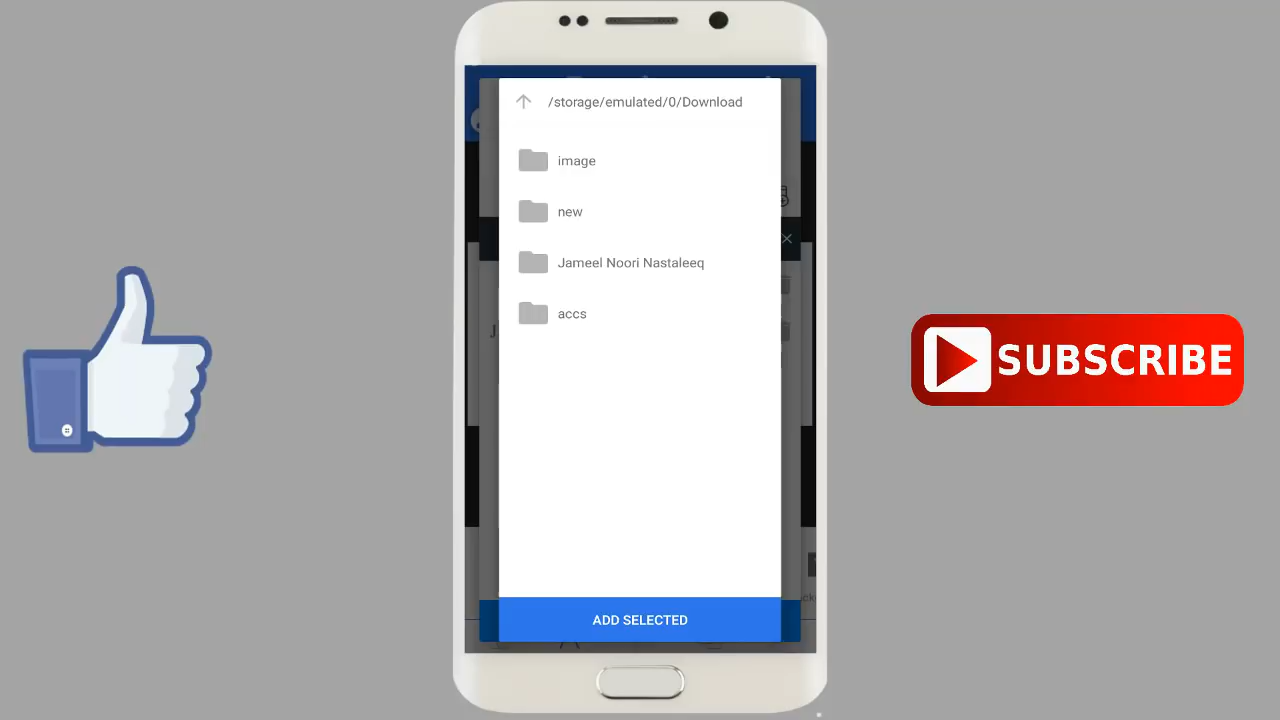 /storage/emulated/0/Download
image
new
Jameel Noori Nastaleeq
accs
ADD SELECTED
SUBSCRIBE